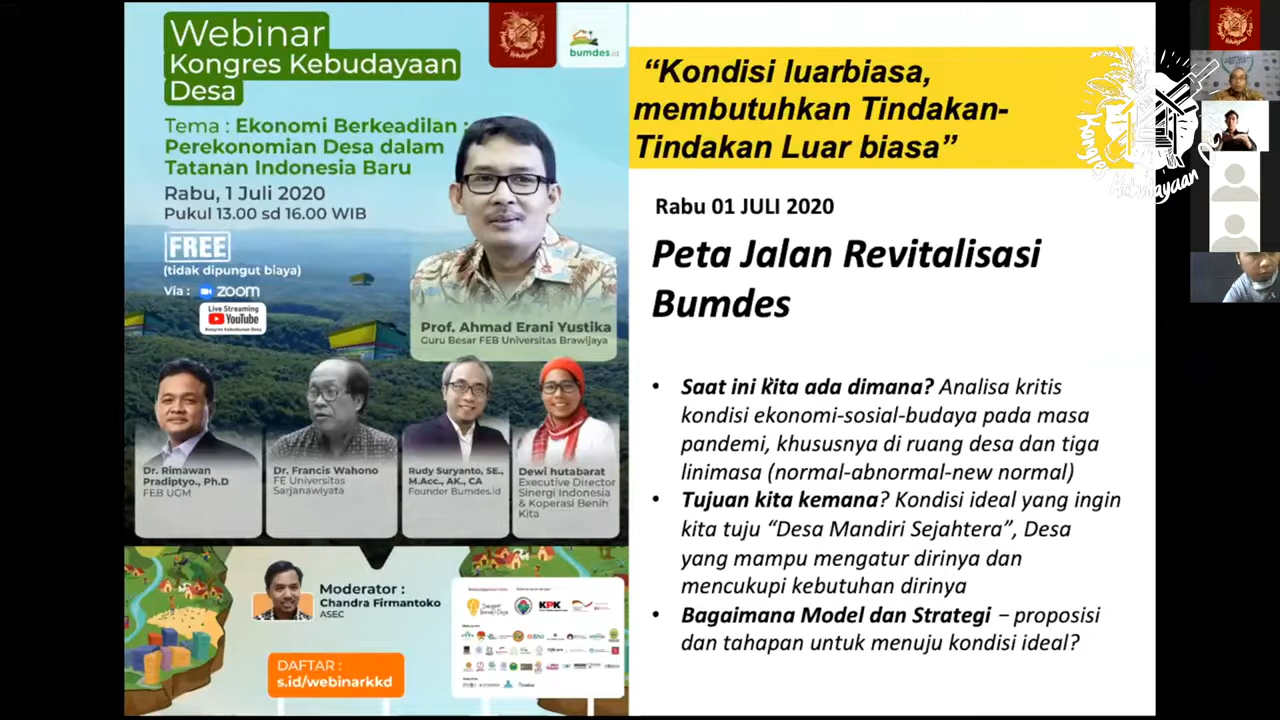 Webinar
Kongres Kebudayaan
Desa
Tema : Ekonomi Berkeadilan
Perekonomian Desa dalam
Tatanan Indonesia Baru
Rabu, 1 Juli 2020
Pukul 13.00 sd 16.00 WIB
FREE
(tidak dipungut biaya)
Via : zoom
Live Streaming
YouTube
Kongres Kebudayaan Desa
bumdes.id
Prof. Ahmad Erani Yustika
Guru Besar FEB Universitas Brawijaya
Dr. Rimawan
Pradiptyo., Ph.D
FEB UGM
Dr. Francis Wahono
FE Universitas
Sarjanawiyata
Rudy Suryanto, SE.,
M.Acc., AK., CA
Founder Bumdes.id
Dewi hutabarat
Executive Director
Sinergi Indonesia
& Koperasi Benih
Kita
Moderator :
Chandra Firmantoko
ASEC
DAFTAR :
s.id/webinarkkd
KPK
BNI
“Kondisi luarbiasa,
membutuhkan Tindakan-
Tindakan Luar biasa”
Rabu 01 JULI 2020
Peta Jalan Revitalisasi
Bumdes
• Saat ini kita ada dimana? Analisa kritis
kondisi ekonomi-sosial-budaya pada masa
pandemi, khususnya di ruang desa dan tiga
linimasa (normal-abnormal-new normal)
• Tujuan kita kemana? Kondisi ideal yang ingin
kita tuju “Desa Mandiri Sejahtera”, Desa
yang mampu mengatur dirinya dan
mencukupi kebutuhan dirinya
• Bagaimana Model dan Strategi – proposisi
dan tahapan untuk menuju kondisi ideal?
Kongres Kebudayaan